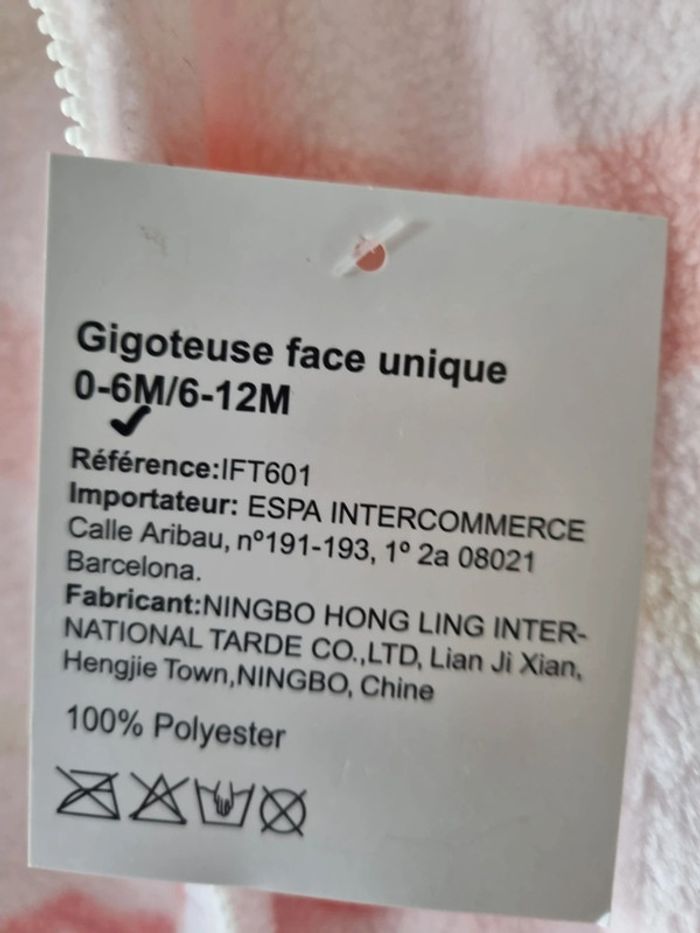 Gigoteuse face unique
0-6M/6-12M
Référence:IFT601
Importateur: ESPA INTERCOMMERCE
Calle Aribau, nº191-193, 1º 2a 08021
Barcelona.
Fabricant:NINGBO HONG LING INTER-
NATIONAL TARDE CO.,LTD, Lian Ji Xian,
Hengjie Town,NINGBO, Chine
100% Polyester